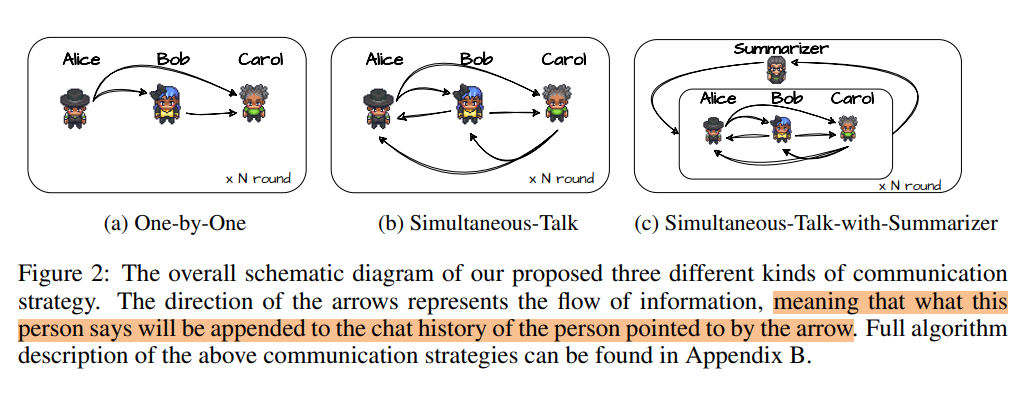 Alice Bob Carol
x N round
(a) One-by-One
Alice Bob Carol
x N round
(b) Simultaneous-Talk
Summarizer
Alice Bob Carol
x N round
(c) Simultaneous-Talk-with-Summarizer
Figure 2: The overall schematic diagram of our proposed three different kinds of communication
strategy. The direction of the arrows represents the flow of information, meaning that what this
person says will be appended to the chat history of the person pointed to by the arrow. Full algorithm
description of the above communication strategies can be found in Appendix B.